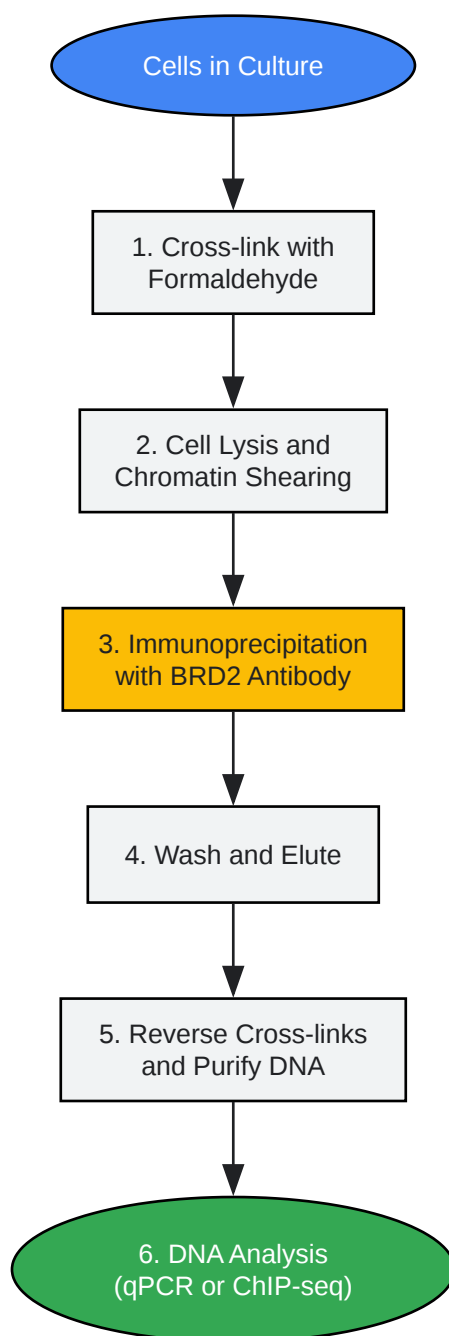 Cells in Culture
1. Cross-link with
Formaldehyde
2. Cell Lysis and
Chromatin Shearing
3. Immunoprecipitation
with BRD2 Antibody
4. Wash and Elute
5. Reverse Cross-links
and Purify DNA
6. DNA Analysis
(qPCR or ChIP-seq)